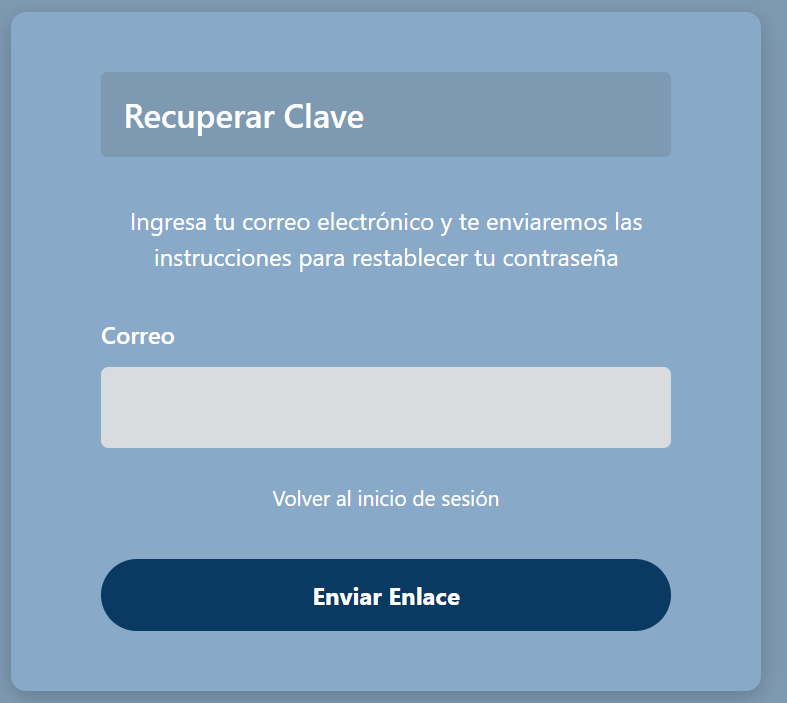 Recuperar Clave
Ingresa tu correo electrónico y te enviaremos las
instrucciones para restablecer tu contraseña
Correo
Volver al inicio de sesión
Enviar Enlace